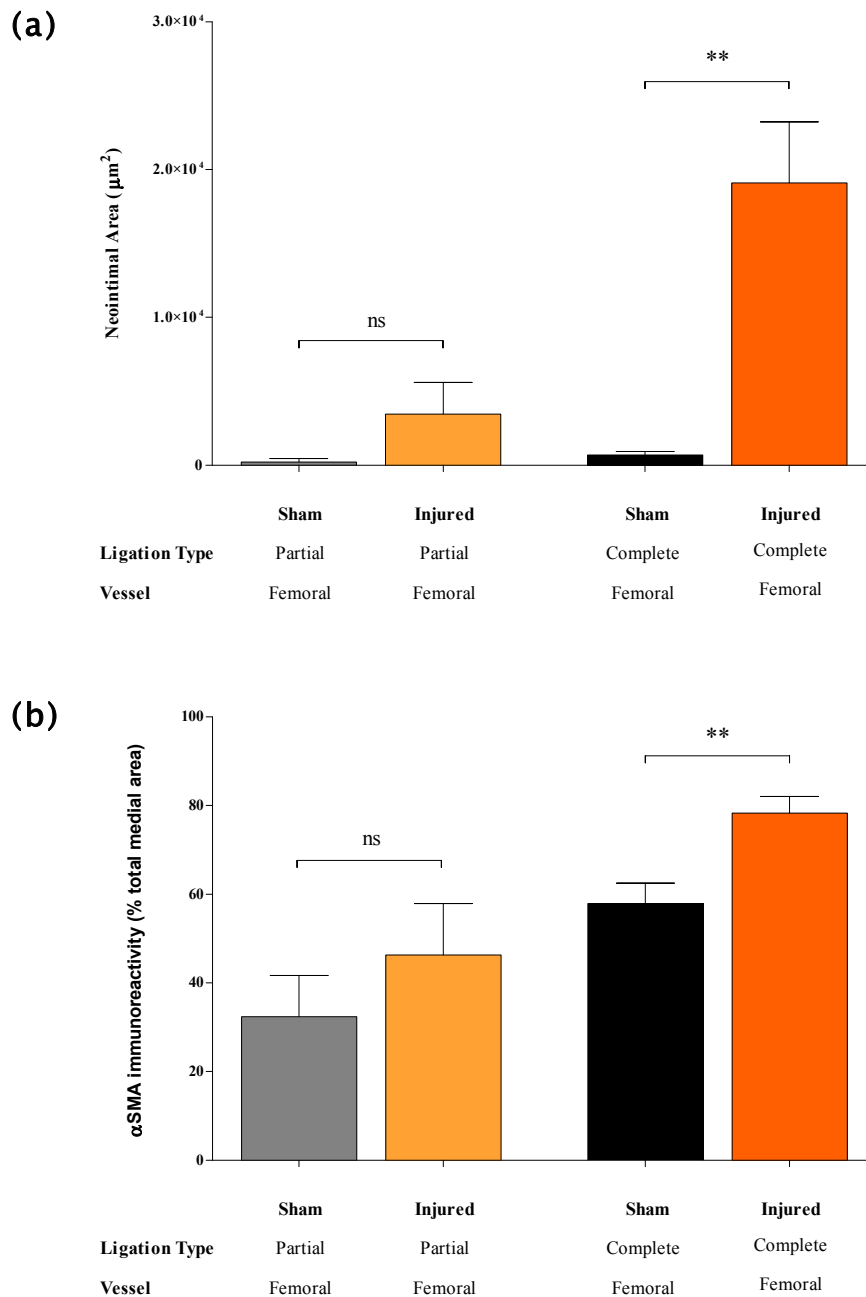 (a)
3.0×10⁴
2.0×10⁴
1.0×10⁴
0
Neointimal Area (μm²)
ns
**
Sham Injured Sham Injured
Ligation Type Partial Partial Complete Complete
Vessel Femoral Femoral Femoral Femoral
(b)
100
80
60
40
20
0
αSMA immunoreactivity (% total medial area)
ns
**
Sham Injured Sham Injured
Ligation Type Partial Partial Complete Complete
Vessel Femoral Femoral Femoral Femoral